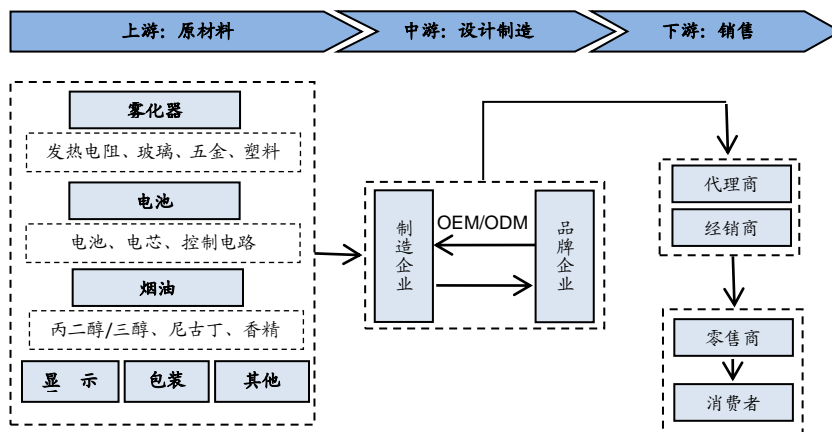 上游：原材料
中游：设计制造
下游：销售
雾化器
发热电阻、玻璃、五金、塑料
电池
电池、电芯、控制电路
烟油
丙二醇/三醇、尼古丁、香精
显 示
包装
其他
制造企业
OEM/ODM
品牌企业
代理商
经销商
零售商
消费者